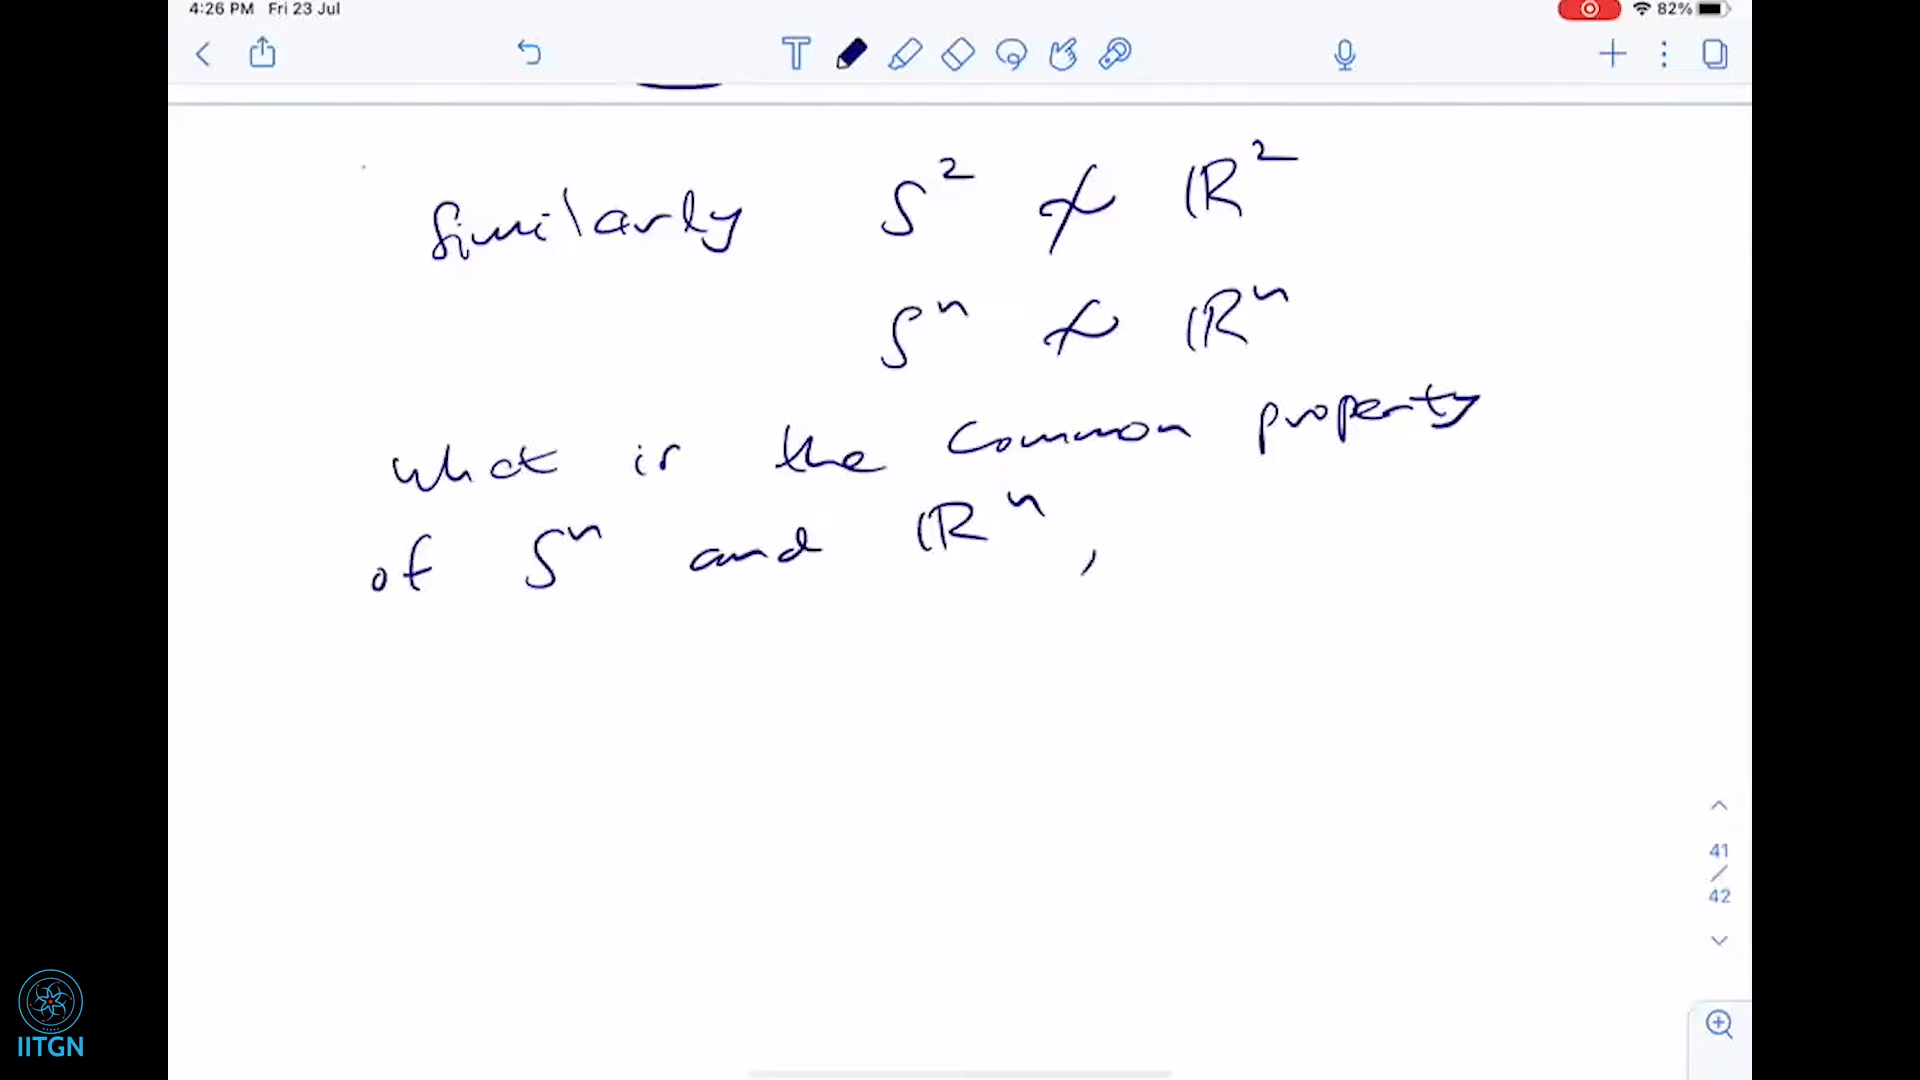 4:26 PM Fri 23 Jul
82%
Similarly S² ≁ ℝ²
Sⁿ ≁ ℝⁿ
What is the common property
of Sⁿ and ℝⁿ,
41
/
42
IITGN